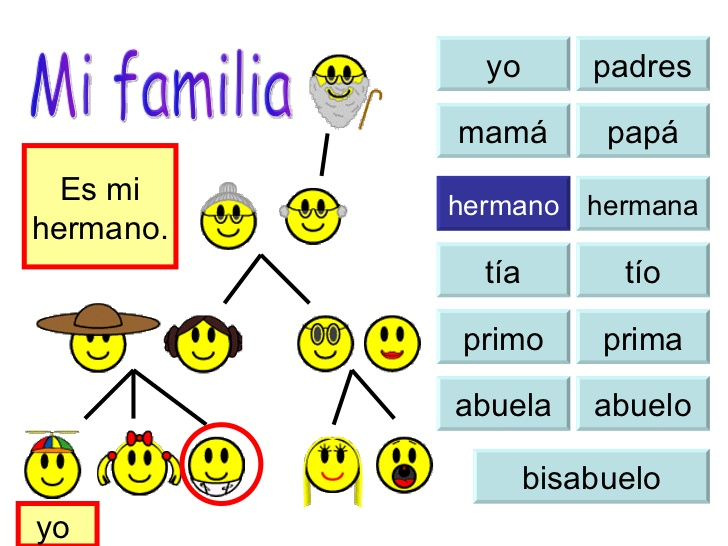 Mi familia
Es mi
hermano.
yo
yo
padres
mamá
papá
hermano
hermana
tía
tío
primo
prima
abuela
abuelo
bisabuelo